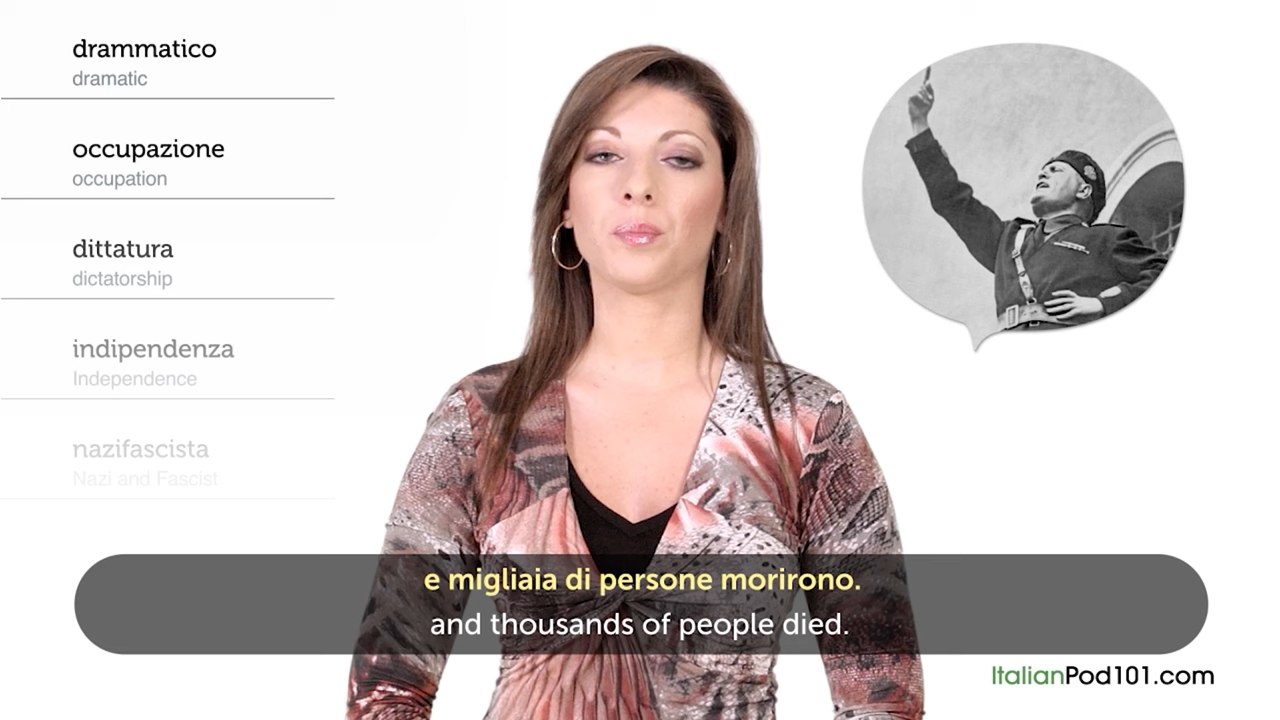 drammatico
dramatic
occupazione
occupation
dittatura
dictatorship
indipendenza
Independence
nazifascista
Nazi and Fascist
e migliaia di persone morirono.
and thousands of people died.
ItalianPod101.com